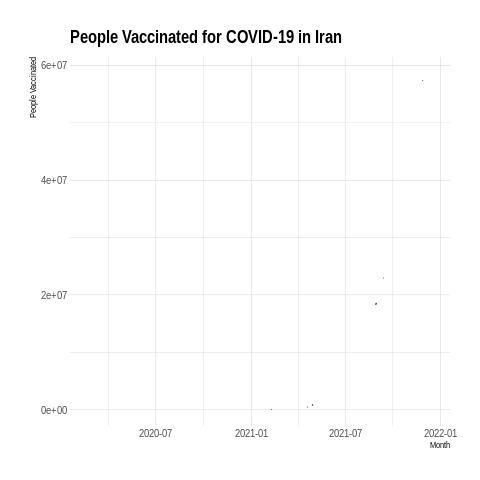 People Vaccinated for COVID-19 in Iran
People Vaccinated
6e+07
4e+07
2e+07
0e+00
2020-07 2021-01 2021-07 2022-01
Month